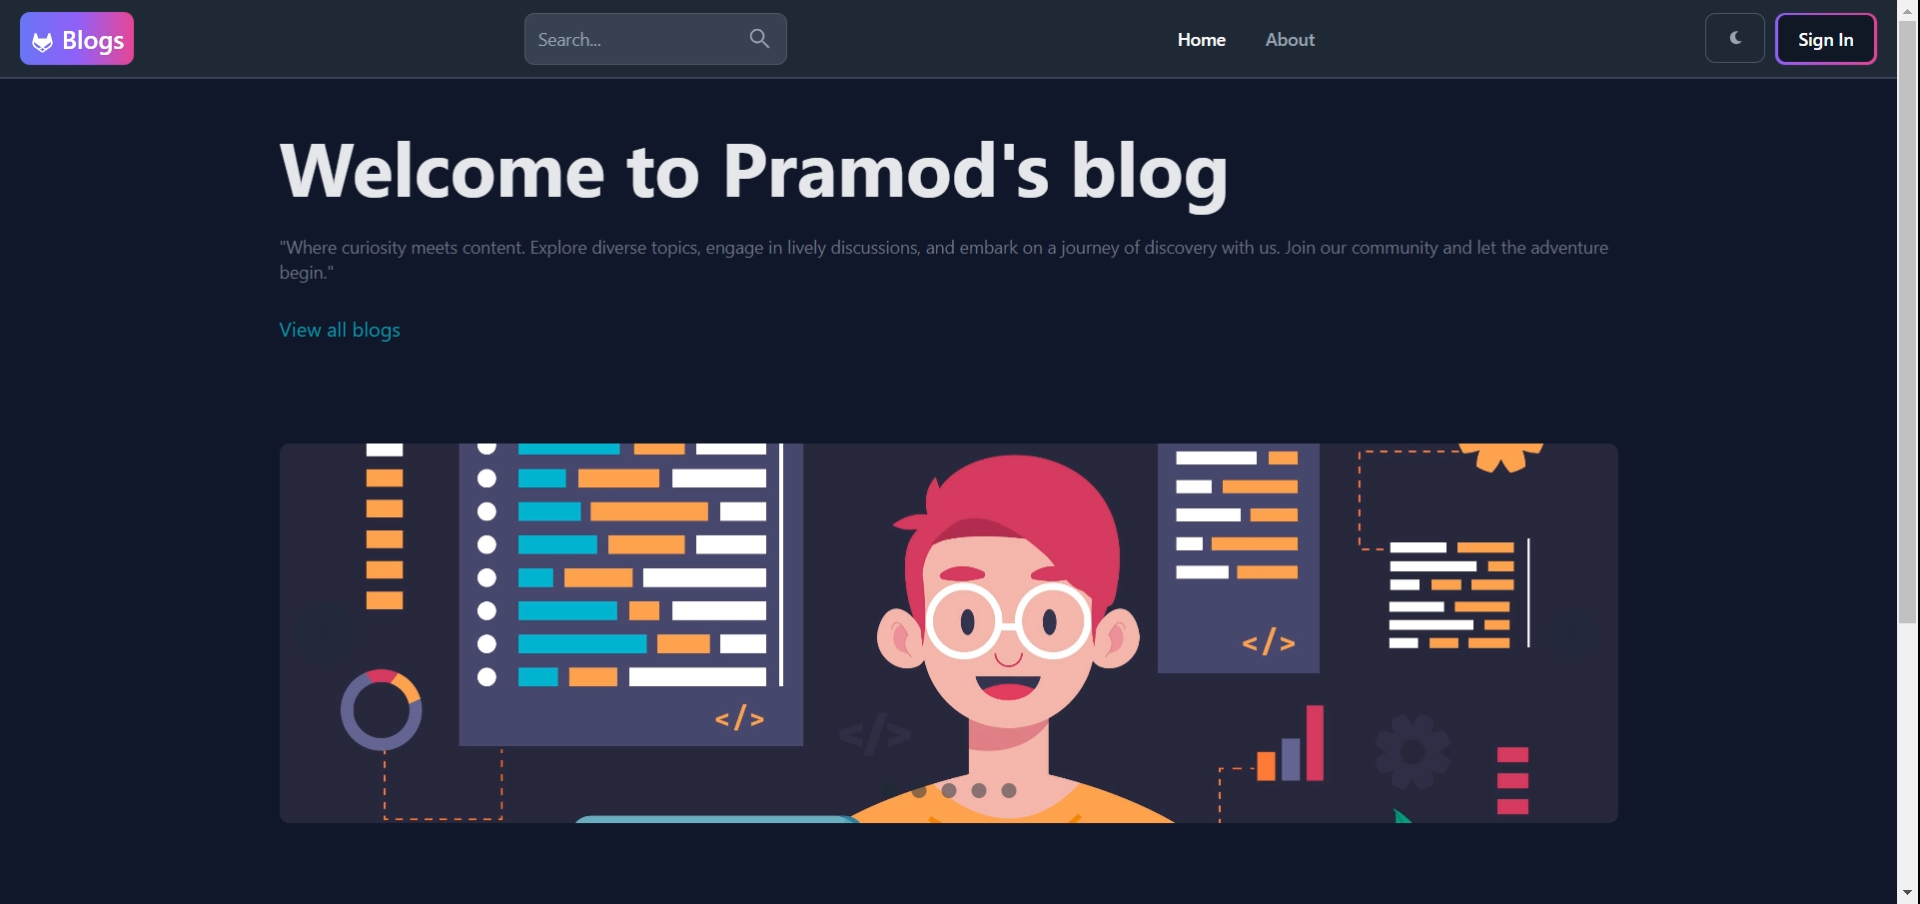 Blogs
Search...
Home
About
Sign In
Welcome to Pramod's blog
"Where curiosity meets content. Explore diverse topics, engage in lively discussions, and embark on a journey of discovery with us. Join our community and let the adventure
begin."
View all blogs
</>
</>
</>